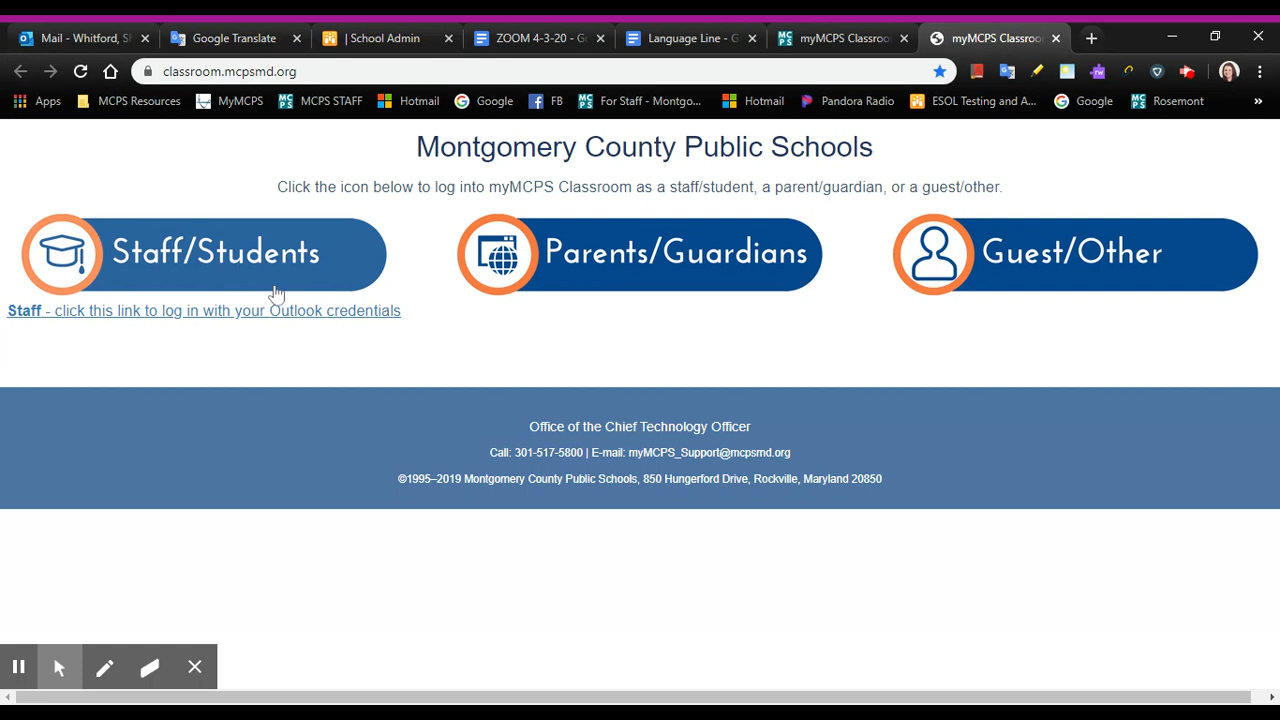 Mail - Whitford, Sh
Google Translate
| School Admin
ZOOM 4-3-20 - Go
Language Line - G
myMCPS Classroo
myMCPS Classroo
classroom.mcpsmd.org
Apps
MCPS Resources
MyMCPS
MCPS STAFF
Hotmail
Google
FB
For Staff - Montgo...
Hotmail
Pandora Radio
ESOL Testing and A...
Google
Rosemont
»
Montgomery County Public Schools
Click the icon below to log into myMCPS Classroom as a staff/student, a parent/guardian, or a guest/other.
Staff/Students
Parents/Guardians
Guest/Other
Staff - click this link to log in with your Outlook credentials
Office of the Chief Technology Officer
Call: 301-517-5800 | E-mail: myMCPS_Support@mcpsmd.org
©1995–2019 Montgomery County Public Schools, 850 Hungerford Drive, Rockville, Maryland 20850